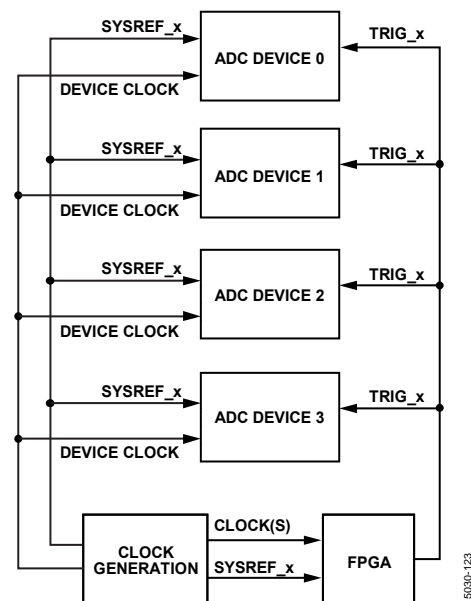 SYSREF_x
ADC DEVICE 0
TRIG_x
DEVICE CLOCK
SYSREF_x
ADC DEVICE 1
TRIG_x
DEVICE CLOCK
SYSREF_x
ADC DEVICE 2
TRIG_x
DEVICE CLOCK
SYSREF_x
ADC DEVICE 3
TRIG_x
DEVICE CLOCK
CLOCK
GENERATION
CLOCK(S)
SYSREF_x
FPGA
5030-123